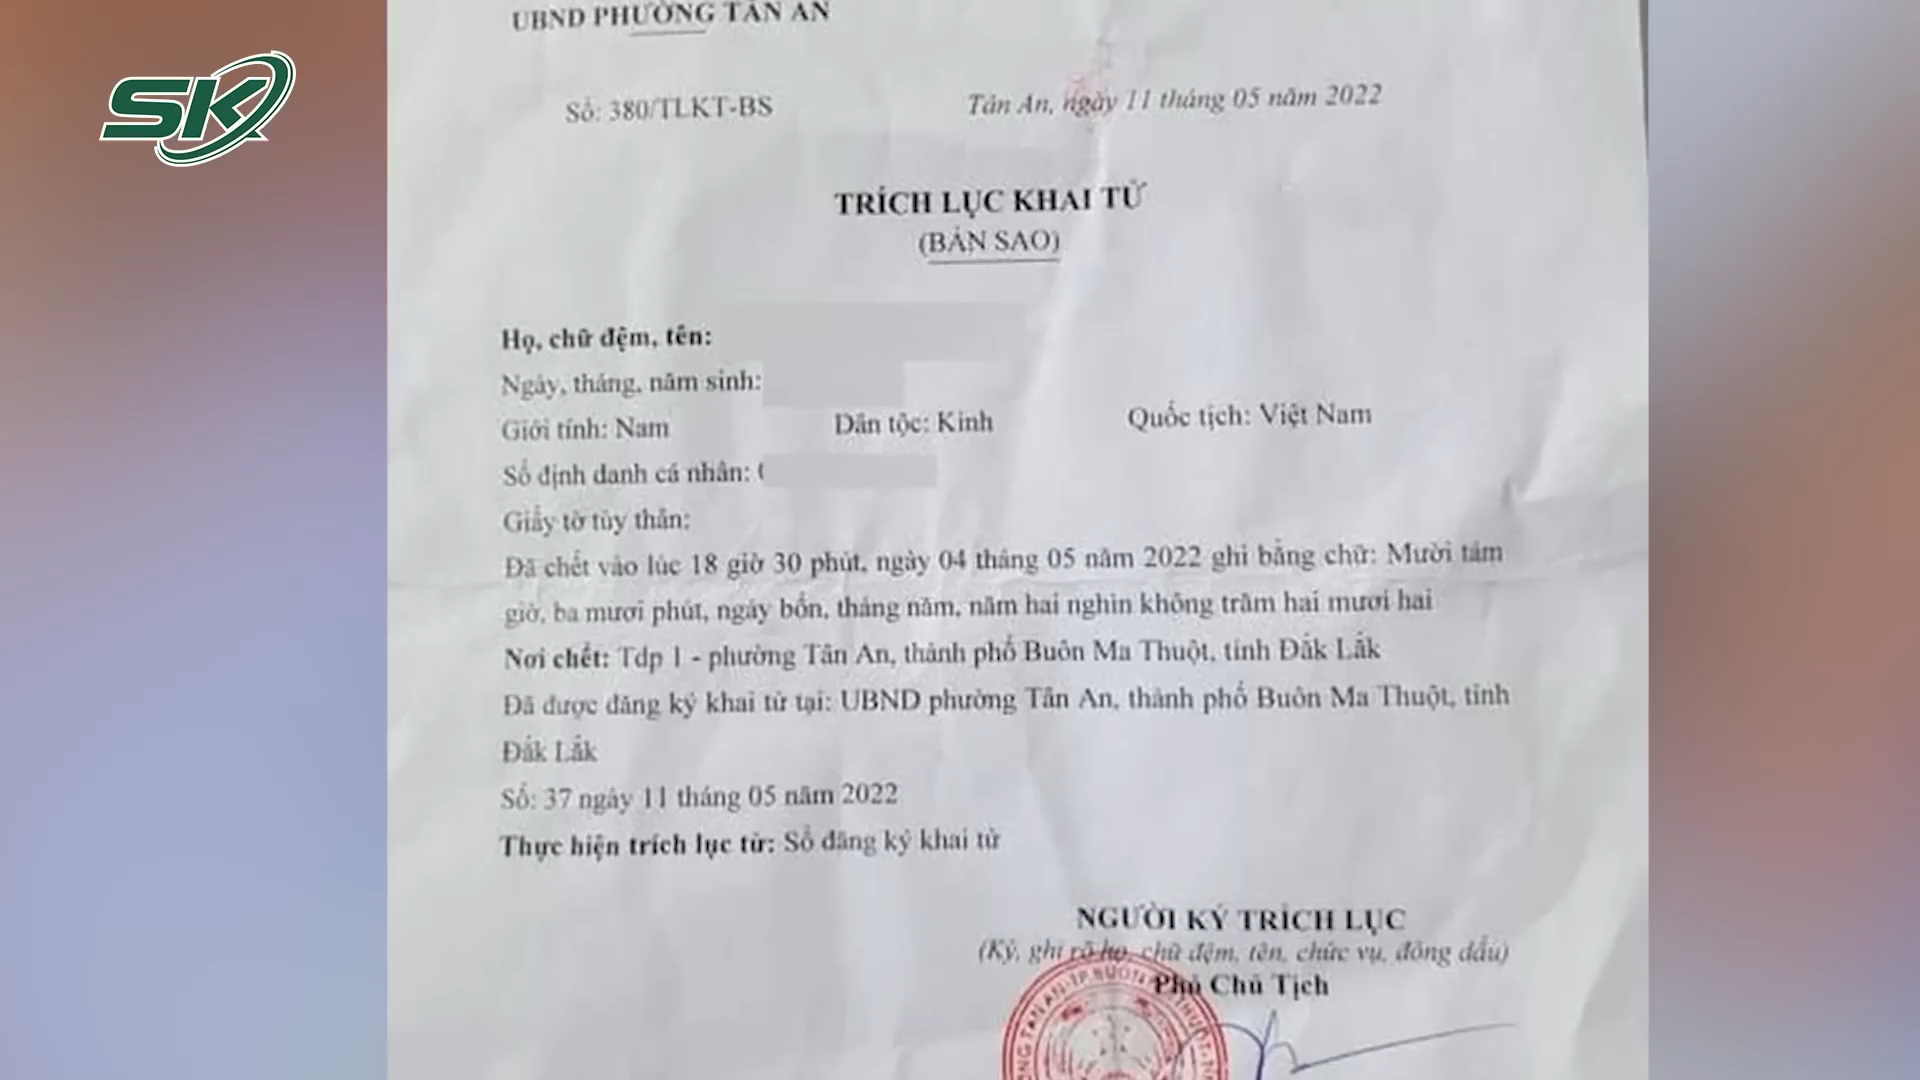 SK
UBND PHƯỜNG TÂN AN
Số: 380/TLKT-BS
Tân An, ngày 11 tháng 05 năm 2022
TRÍCH LỤC KHAI TỬ
(BẢN SAO)
Họ, chữ đệm, tên:
Ngày, tháng, năm sinh:
Giới tính: Nam Dân tộc: Kinh Quốc tịch: Việt Nam
Số định danh cá nhân:
Giấy tờ tùy thân:
Đã chết vào lúc 18 giờ 30 phút, ngày 04 tháng 05 năm 2022 ghi bằng chữ: Mười tám
giờ, ba mươi phút, ngày bốn, tháng năm, năm hai nghìn không trăm hai mươi hai
Nơi chết: Tdp 1 - phường Tân An, thành phố Buôn Ma Thuột, tỉnh Đắk Lắk
Đã được đăng ký khai tử tại: UBND phường Tân An, thành phố Buôn Ma Thuột, tỉnh
Đắk Lắk
Số: 37 ngày 11 tháng 05 năm 2022
Thực hiện trích lục từ: Sổ đăng ký khai tử
NGƯỜI KÝ TRÍCH LỤC
(Ký, ghi rõ họ, chữ đệm, tên, chức vụ, đóng dấu)
Phó Chủ Tịch
TÂN AN-TP.BUÔN THUỘT-T